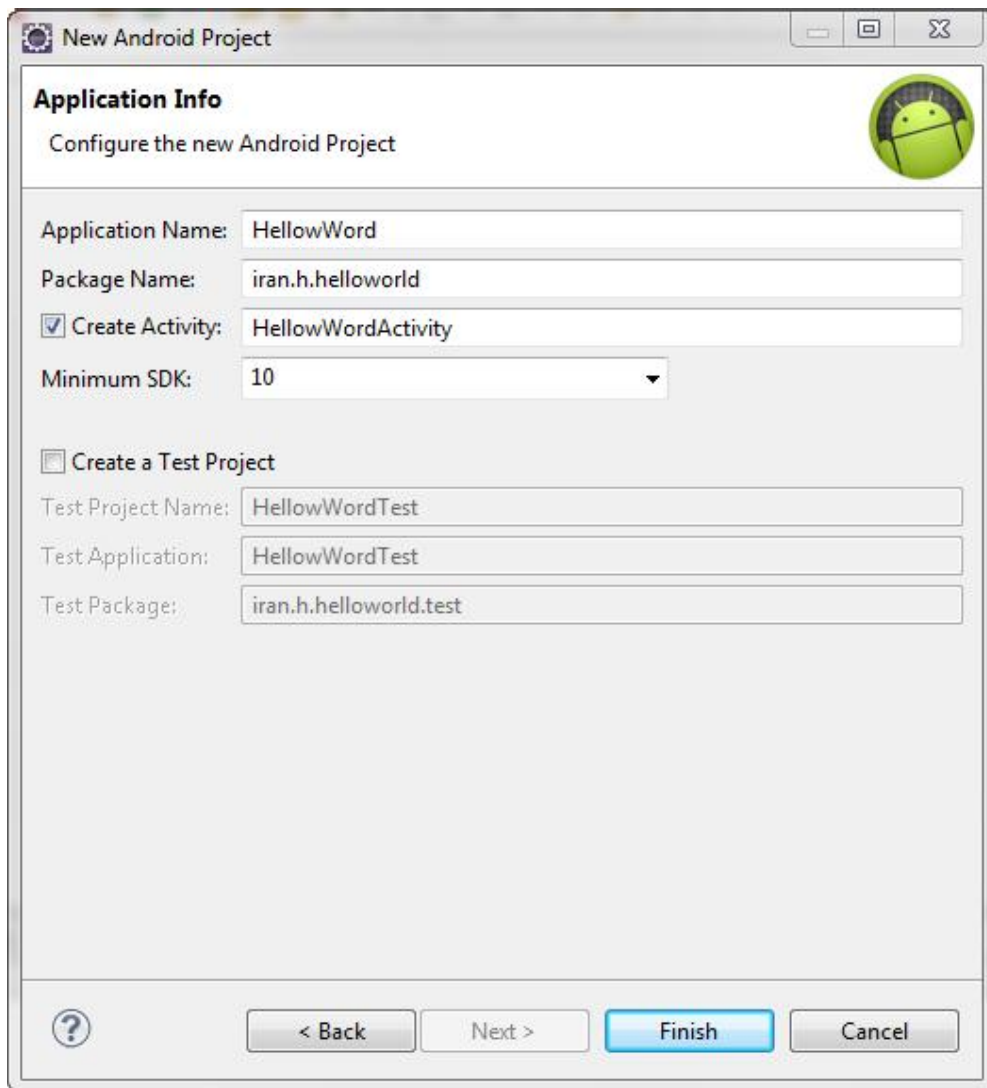 New Android Project
Application Info
Configure the new Android Project
Application Name: HellowWord
Package Name: iran.h.helloworld
Create Activity: HellowWordActivity
Minimum SDK: 10
Create a Test Project
Test Project Name: HellowWordTest
Test Application: HellowWordTest
Test Package: iran.h.helloworld.test
? < Back Next > Finish Cancel